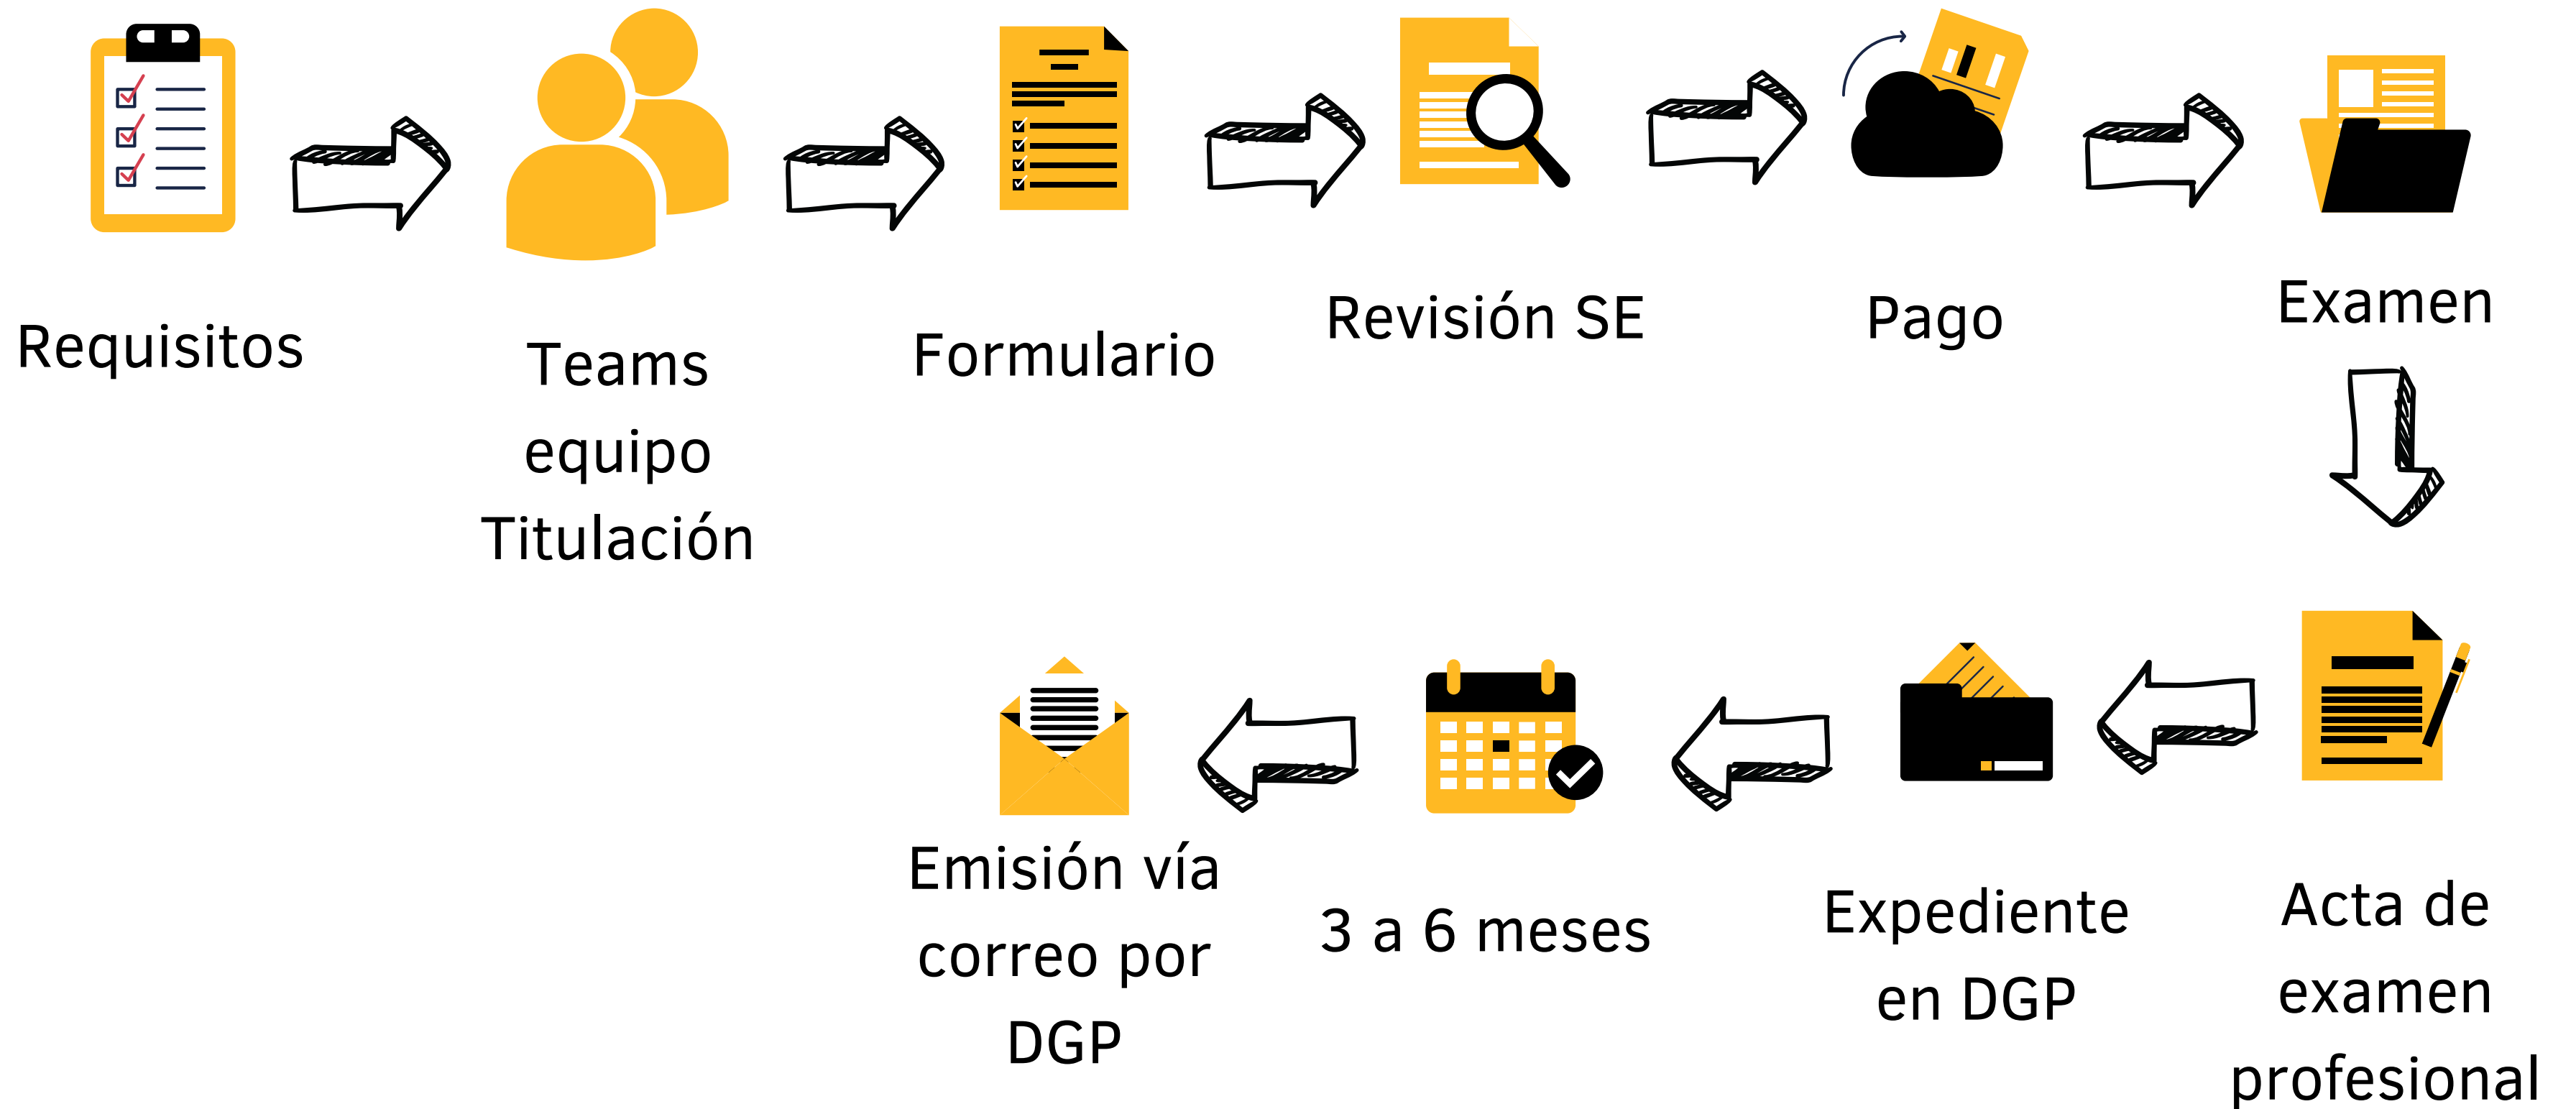 Requisitos
Teams
equipo
Titulación
Formulario
Revisión SE
Pago
Examen
Acta de
examen
profesional
Expediente
en DGP
3 a 6 meses
Emisión vía
correo por
DGP